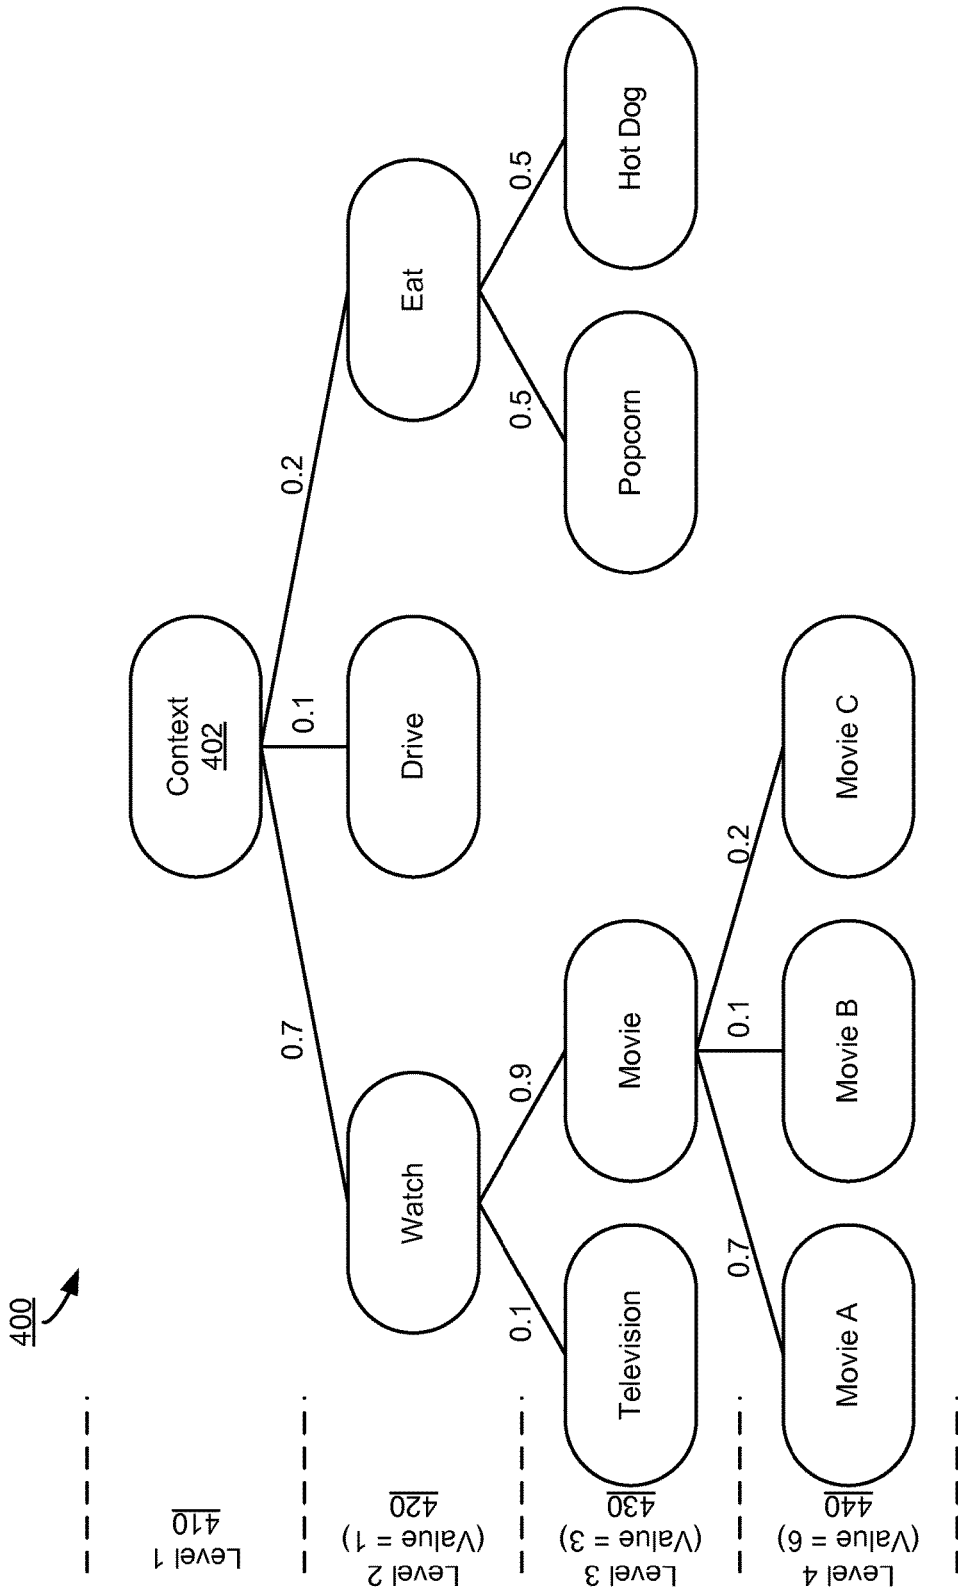 400
Level 1
410
Context
402
0.7
0.1
0.2
Level 2
(Value = 1)
420
Watch
Drive
Eat
0.1
0.9
0.5
0.5
Level 3
(Value = 3)
430
Television
Movie
Popcorn
Hot Dog
0.7
0.1
0.2
Level 4
(Value = 6)
440
Movie A
Movie B
Movie C